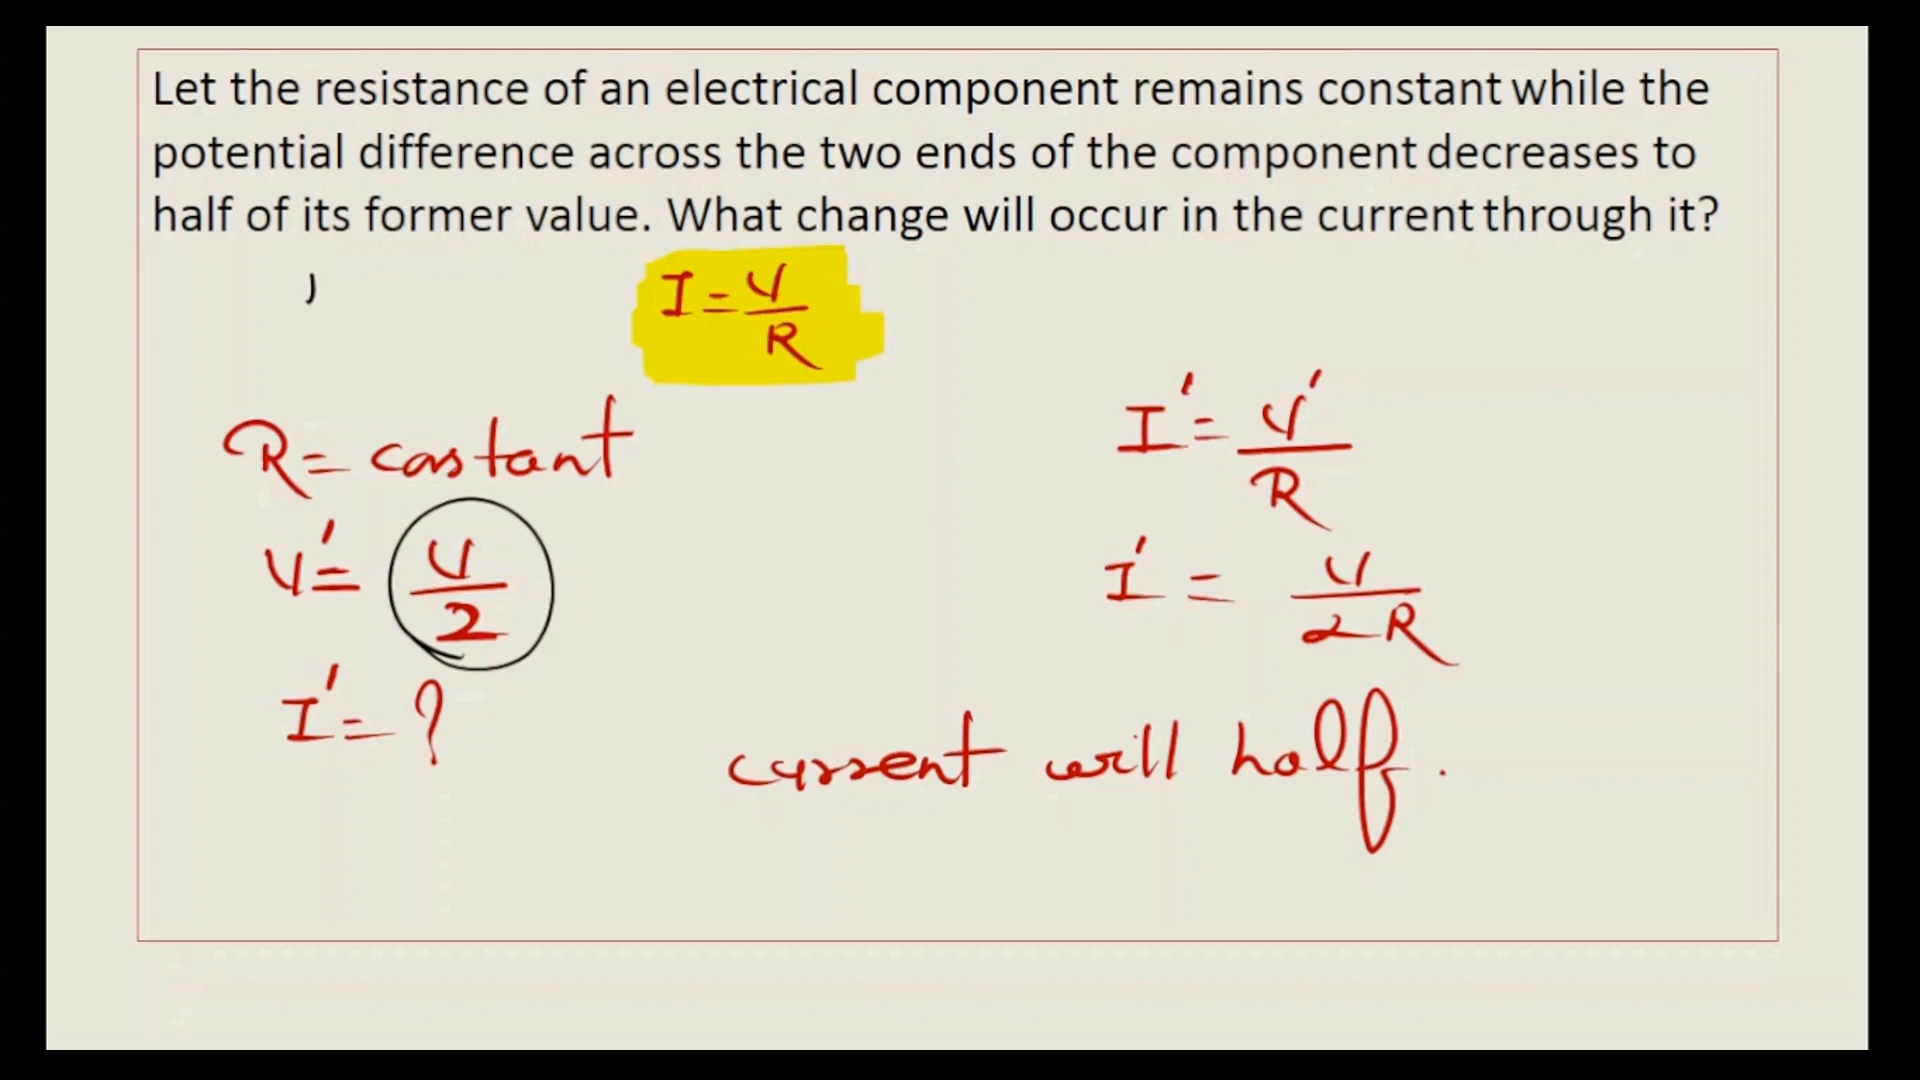 Let the resistance of an electrical component remains constant while the
potential difference across the two ends of the component decreases to
half of its former value. What change will occur in the current through it?
I = V/R
R = constant
V' = V/2
I' = ?
I' = V'/R
I' = V/2R
current will half.